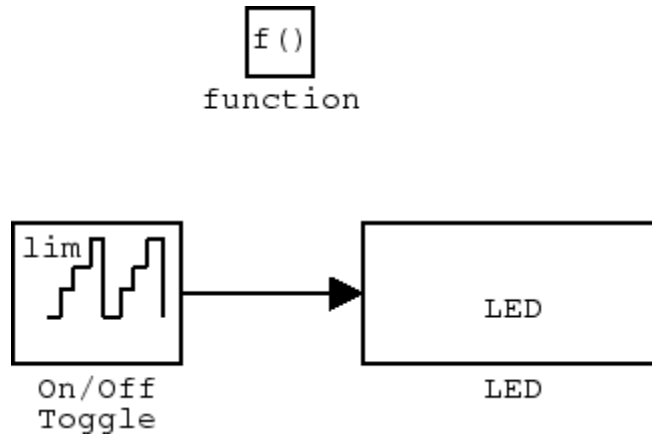 f()
function
lim
LED
On/Off
Toggle
LED